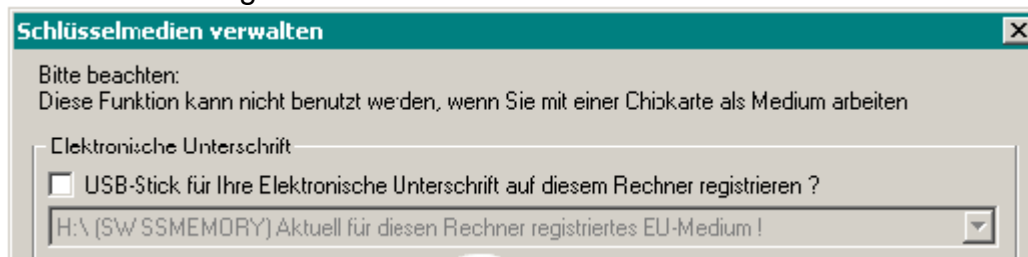 Schlüsselmedien verwalten
Bitte beachten:
Diese Funktion kann nicht benutzt werden, wenn Sie mit einer Chipkarte als Medium arbeiten
Elektronische Unterschrift
USB-Stick für Ihre Elektronische Unterschrift auf diesem Rechner registrieren ?
H:\ (SWISSMEMORY) Aktuell für diesen Rechner registriertes EU-Medium !